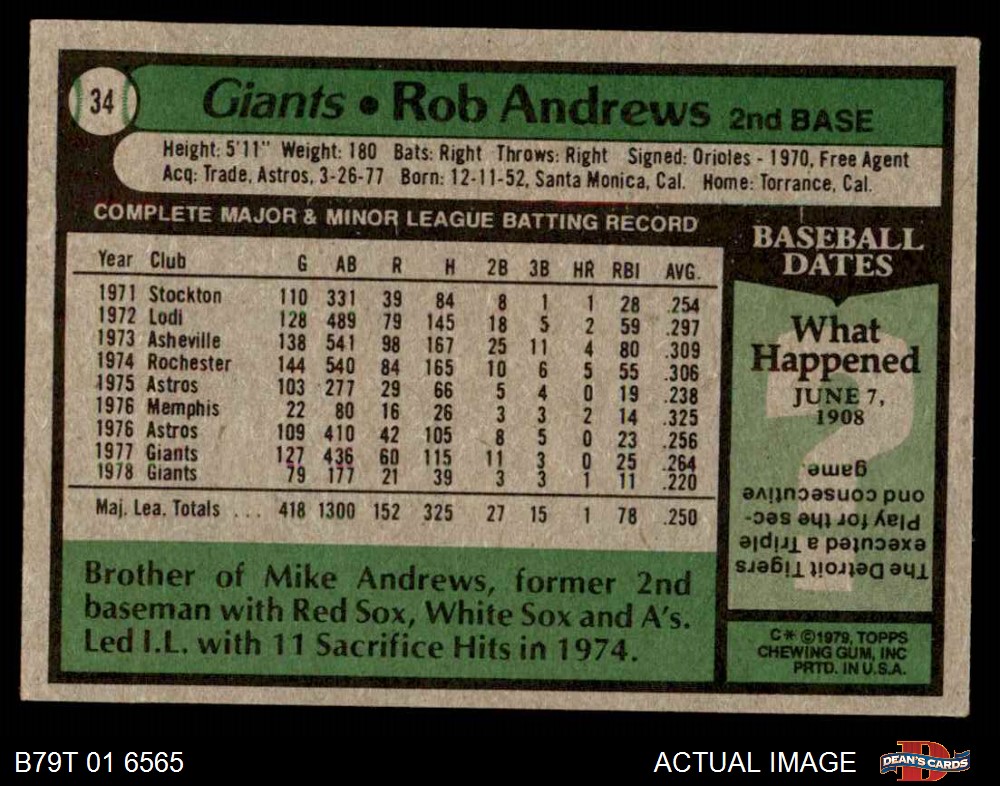 34
Giants • Rob Andrews 2nd BASE
Height: 5'11" Weight: 180 Bats: Right Throws: Right Signed: Orioles - 1970, Free Agent
Acq: Trade, Astros, 3-26-77 Born: 12-11-52, Santa Monica, Cal. Home: Torrance, Cal.
COMPLETE MAJOR & MINOR LEAGUE BATTING RECORD
Year Club G AB R H 2B 3B HR RBI AVG.
1971 Stockton 110 331 39 84 8 1 1 28 .254
1972 Lodi 128 489 79 145 18 5 2 59 .297
1973 Asheville 138 541 98 167 25 11 4 80 .309
1974 Rochester 144 540 84 165 10 6 5 55 .306
1975 Astros 103 277 29 66 5 4 0 19 .238
1976 Memphis 22 80 16 26 3 3 2 14 .325
1976 Astros 109 410 42 105 8 5 0 23 .256
1977 Giants 127 436 60 115 11 3 0 25 .264
1978 Giants 79 177 21 39 3 3 1 11 .220
Maj. Lea. Totals ... 418 1300 152 325 27 15 1 78 .250
Brother of Mike Andrews, former 2nd
baseman with Red Sox, White Sox and A's.
Led I.L. with 11 Sacrifice Hits in 1974.
BASEBALL
DATES
What
Happened
JUNE 7,
1908
?
The Detroit Tigers
executed a Triple
Play for the sec-
ond consecutive
game
C* ©1979, TOPPS
CHEWING GUM, INC
PRTD. IN U.S.A.
B79T 01 6565
ACTUAL IMAGE
D
DEAN'S CARDS